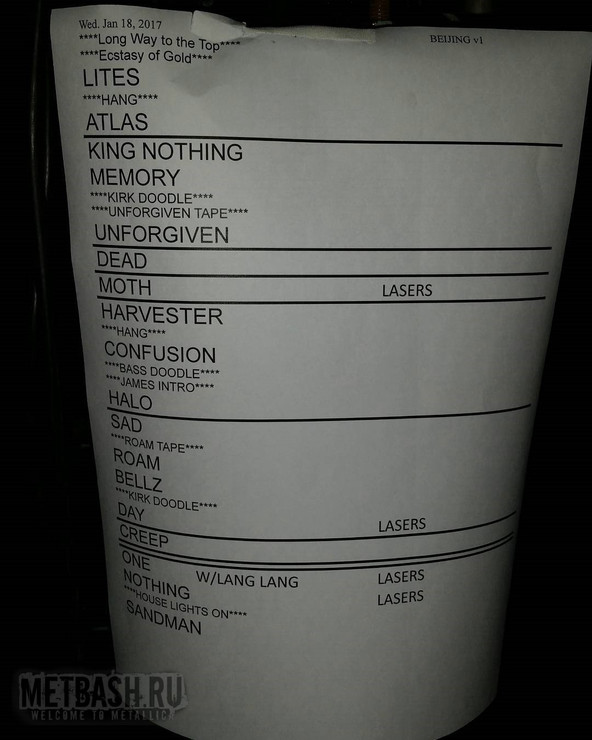 Wed. Jan 18, 2017
****Long Way to the Top**** BEIJING v1
****Ecstasy of Gold****
LITES
****HANG****
ATLAS
KING NOTHING
MEMORY
****KIRK DOODLE****
****UNFORGIVEN TAPE****
UNFORGIVEN
DEAD
MOTH LASERS
HARVESTER
****HANG****
CONFUSION
****BASS DOODLE****
****JAMES INTRO****
HALO
SAD
****ROAM TAPE****
ROAM
BELLZ
****KIRK DOODLE****
DAY LASERS
CREEP
ONE W/LANG LANG LASERS
NOTHING LASERS
****HOUSE LIGHTS ON****
SANDMAN
METBASH.RU
WELCOME TO METALLIC